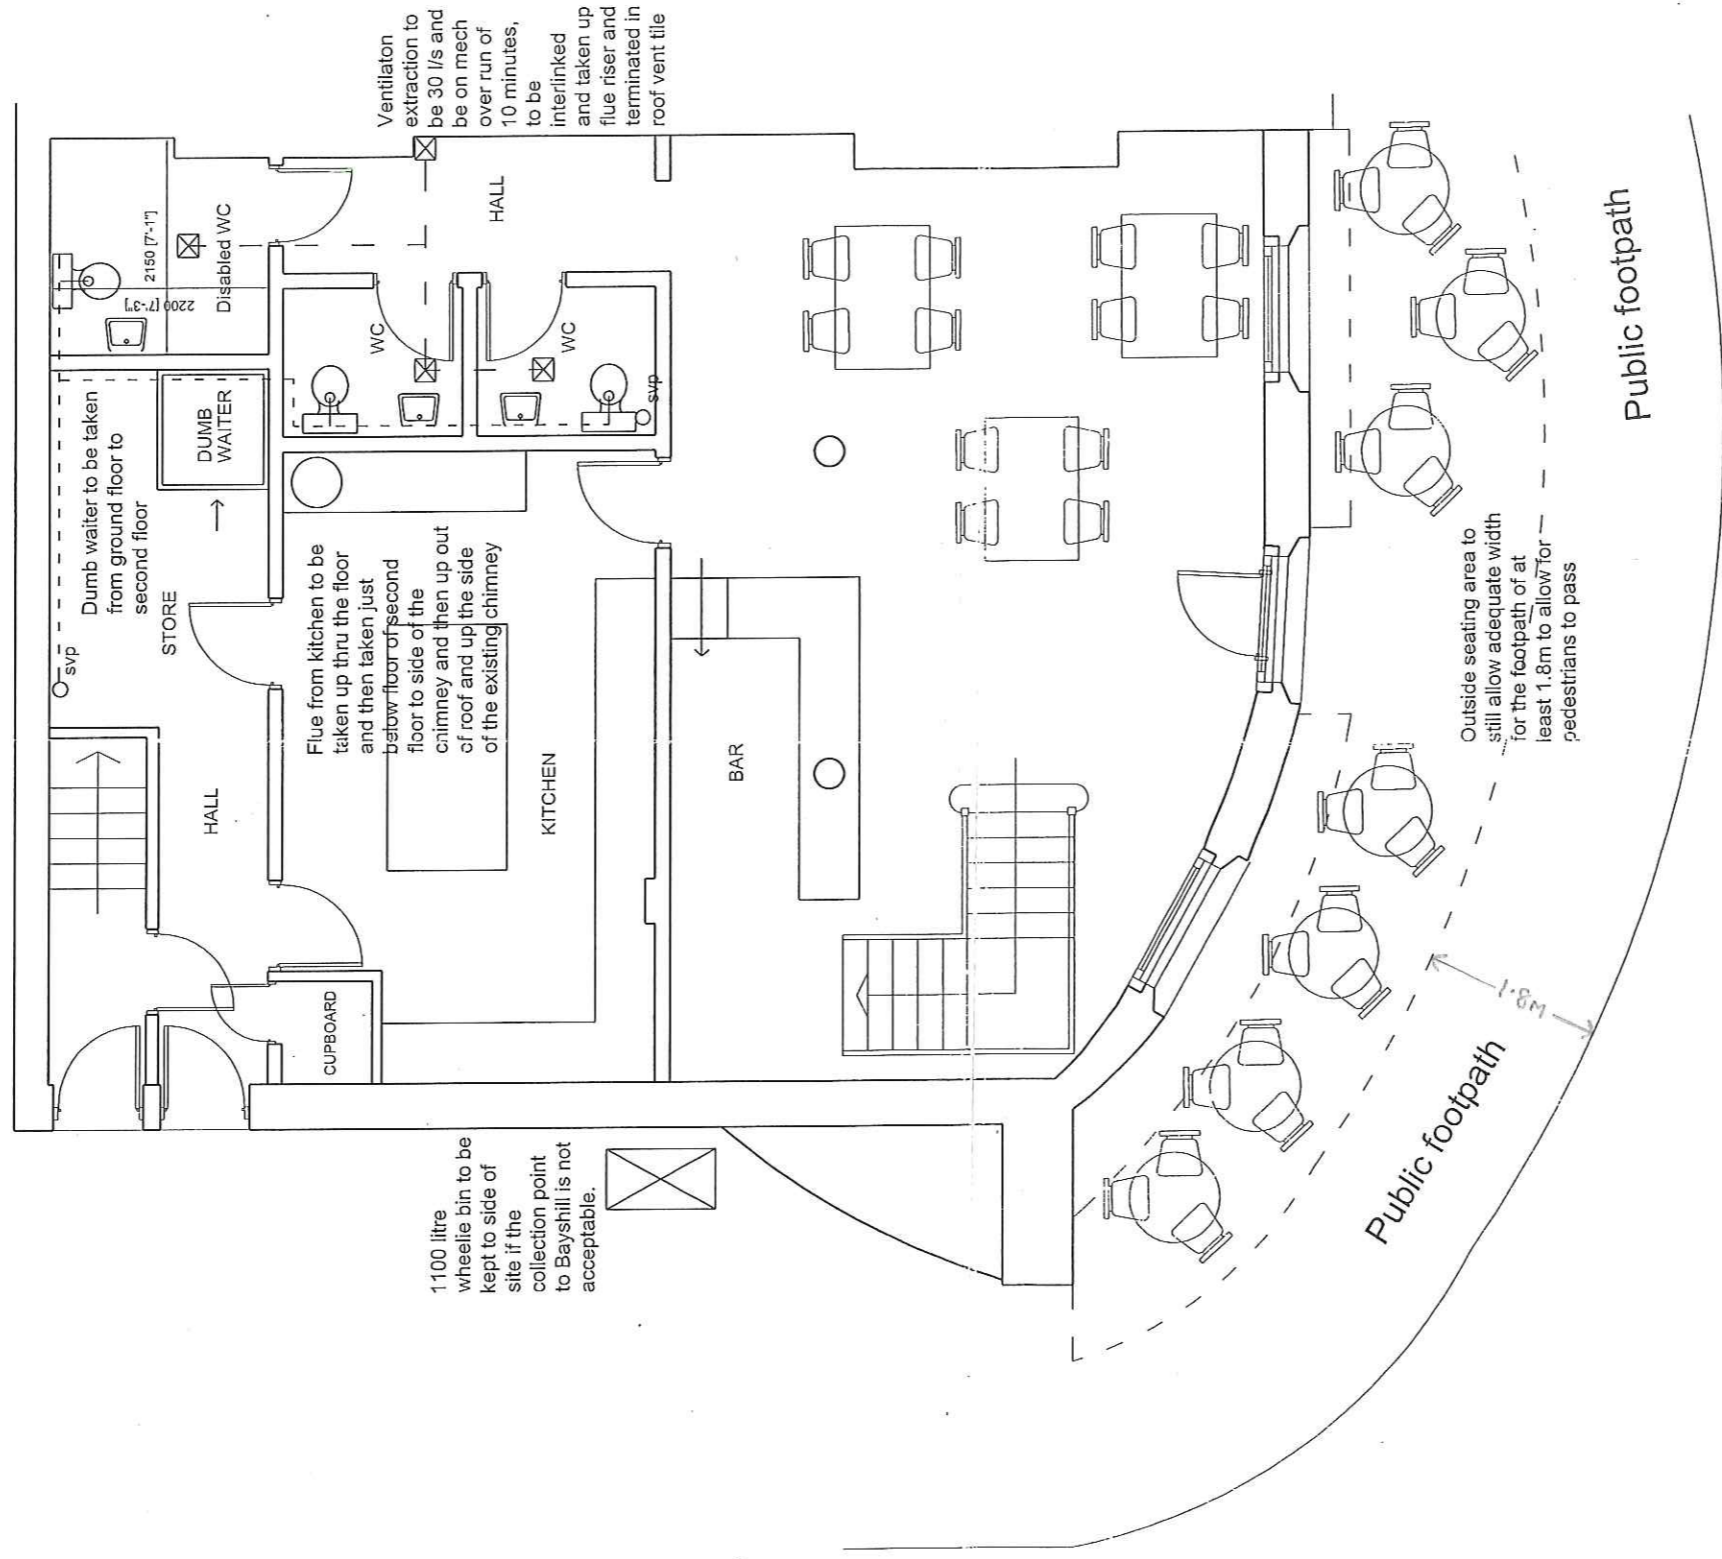 Ventilaton
extraction to
be 30 l/s and
be on mech
over run of
10 minutes,
to be
interlinked
and taken up
flue riser and
terminated in
roof vent tile
2150 [7'-1"]
2200 [7'-3"]
Disabled WC
HALL
WC
WC
svp
Dumb waiter to be taken
from ground floor to
second floor
DUMB
WAITER
STORE
svp
Flue from kitchen to be
taken up thru the floor
and then taken just
below floor of second
floor to side of the
chimney and then up out
of roof and up the side
of the existing chimney
HALL
KITCHEN
BAR
CUPBOARD
1100 litre
wheelie bin to be
kept to side of
site if the
collection point
to Bayshill is not
acceptable.
Outside seating area to
still allow adequate width
for the footpath of at
least 1.8m to allow for
pedestrians to pass
Public footpath
1.8M
Public footpath